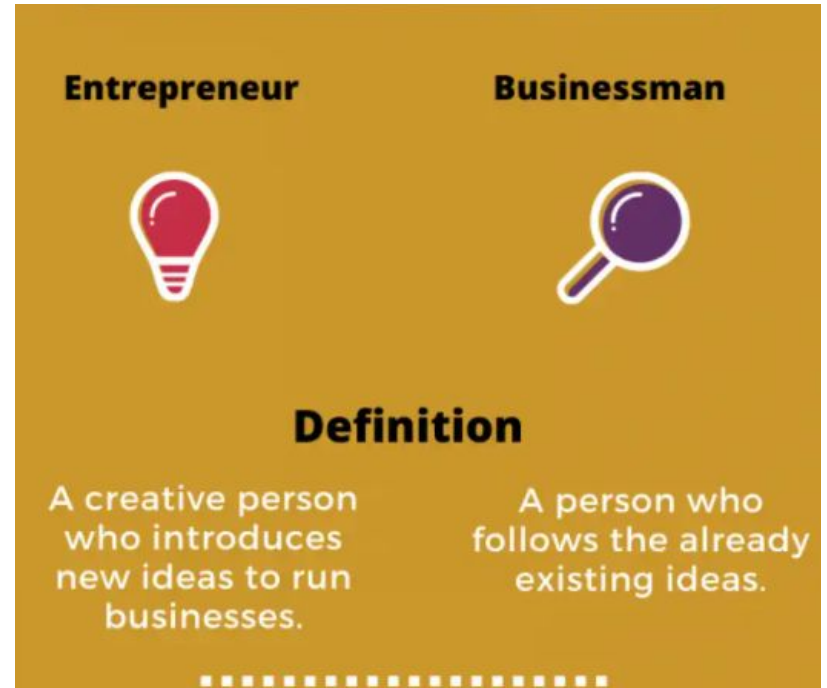 Entrepreneur
Businessman
Definition
A creative person
who introduces
new ideas to run
businesses.
A person who
follows the already
existing ideas.